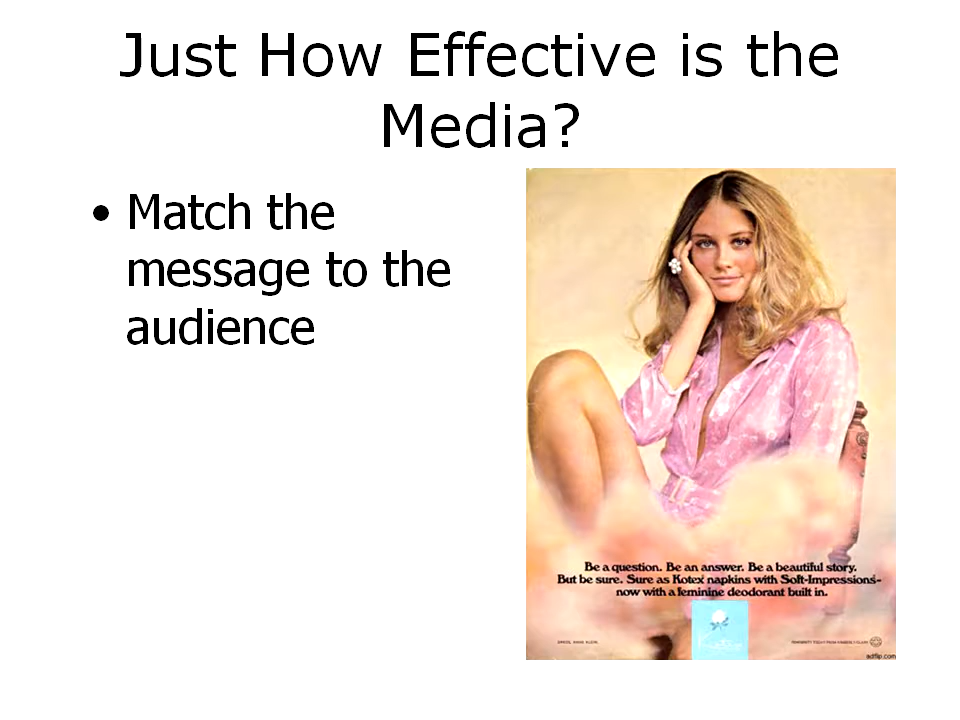 Just How Effective is the
Media?
• Match the
message to the
audience
Be a question. Be an answer. Be a beautiful story.
But be sure. Sure as Kotex napkins with Soft-Impressions-
now with a feminine deodorant built in.
Kotex
adflip.com